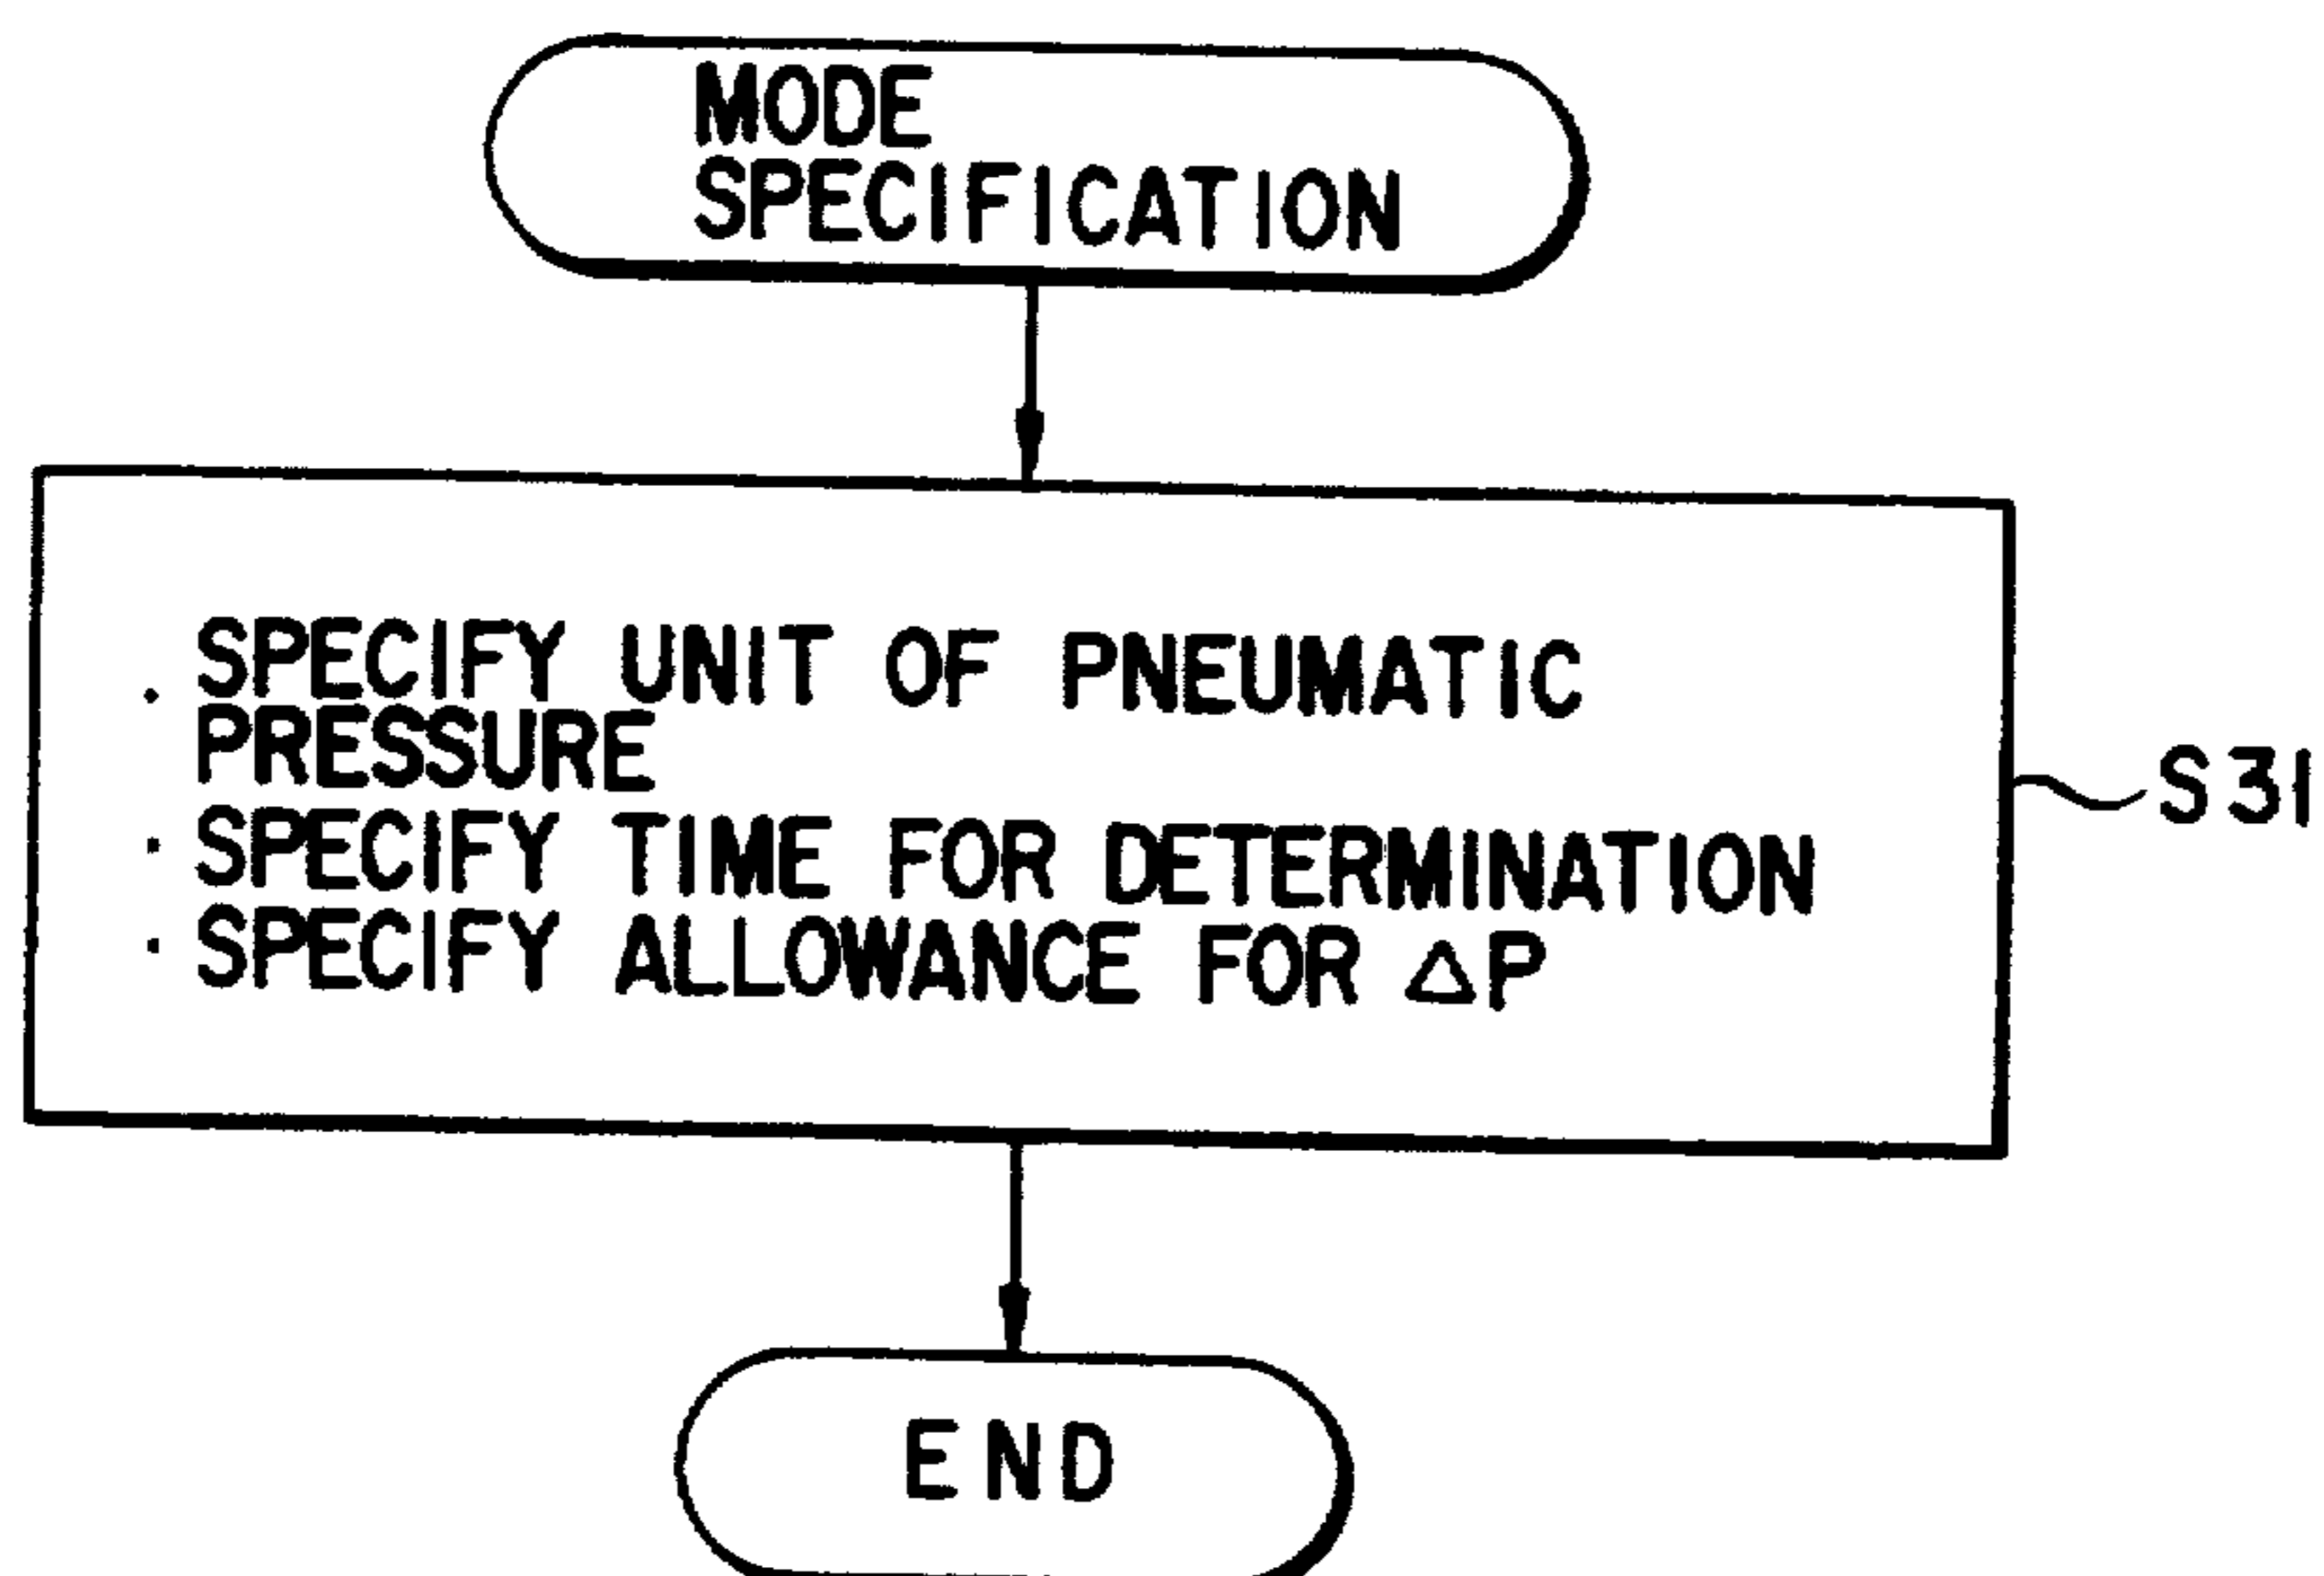 MODE
SPECIFICATION
· SPECIFY UNIT OF PNEUMATIC
PRESSURE
· SPECIFY TIME FOR DETERMINATION
· SPECIFY ALLOWANCE FOR ΔP
S31
END